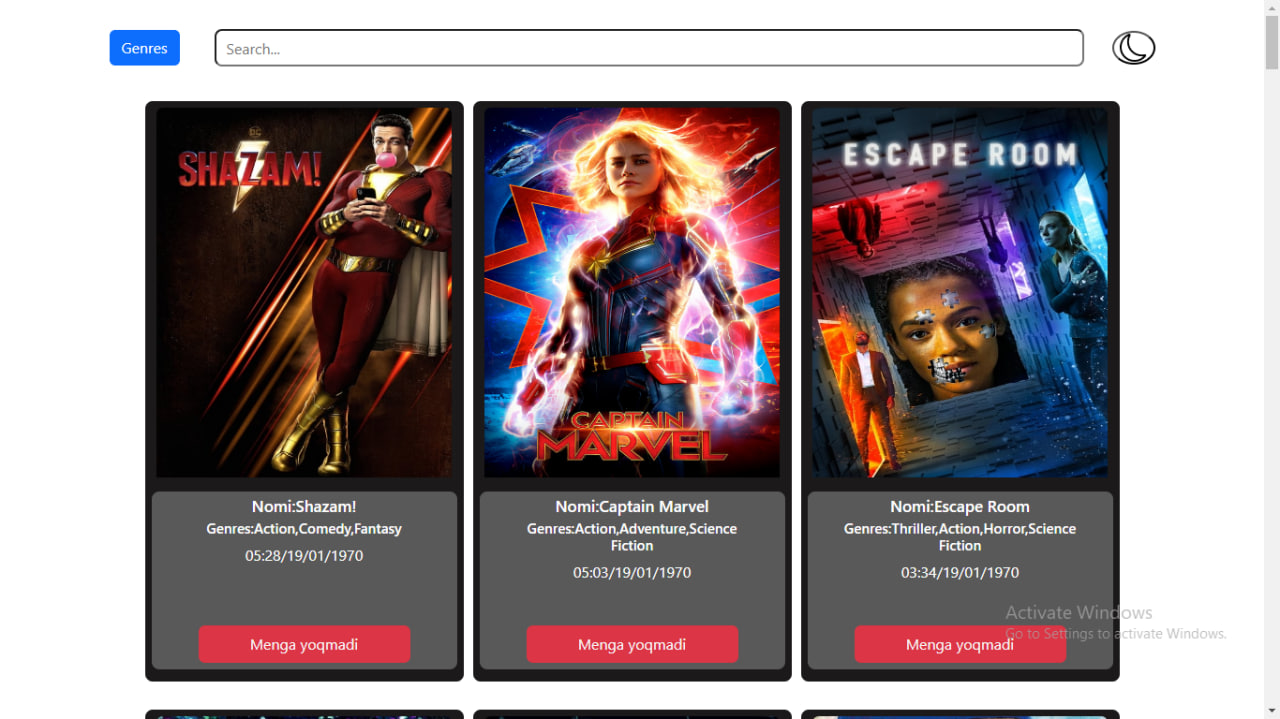 Genres
Search...
DC
SHAZAM!
CAPTAIN
MARVEL
ESCAPE ROOM
Nomi:Shazam!
Genres:Action,Comedy,Fantasy
05:28/19/01/1970
Menga yoqmadi
Nomi:Captain Marvel
Genres:Action,Adventure,Science
Fiction
05:03/19/01/1970
Menga yoqmadi
Nomi:Escape Room
Genres:Thriller,Action,Horror,Science
Fiction
03:34/19/01/1970
Menga yoqmadi
Activate Windows
Go to Settings to activate Windows.